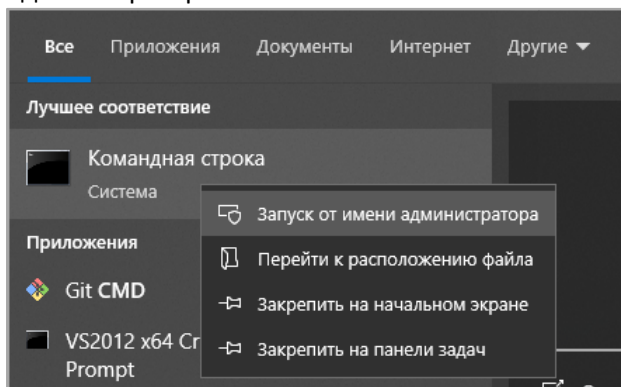 Все Приложения Документы Интернет Другие
Лучшее соответствие
Командная строка
Система
Запуск от имени администратора
Приложения
Перейти к расположению файла
Git CMD
Закрепить на начальном экране
VS2012 x64 Cr
Закрепить на панели задач
Prompt